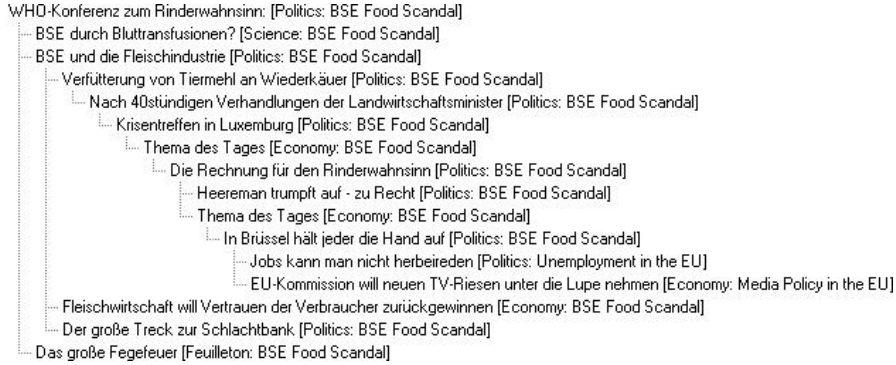 WHO-Konferenz zum Rinderwahnsinn: [Politics: BSE Food Scandal]
BSE durch Bluttransfusionen? [Science: BSE Food Scandal]
BSE und die Fleischindustrie [Politics: BSE Food Scandal]
Verfütterung von Tiermehl an Wiederkäuer [Politics: BSE Food Scandal]
Nach 40stündigen Verhandlungen der Landwirtschaftsminister [Politics: BSE Food Scandal]
Krisentreffen in Luxemburg [Politics: BSE Food Scandal]
Thema des Tages [Economy: BSE Food Scandal]
Die Rechnung für den Rinderwahnsinn [Politics: BSE Food Scandal]
Heereman trumpft auf - zu Recht [Politics: BSE Food Scandal]
Thema des Tages [Economy: BSE Food Scandal]
In Brüssel hält jeder die Hand auf [Politics: BSE Food Scandal]
Jobs kann man nicht herbeireden [Politics: Unemployment in the EU]
EU-Kommission will neuen TV-Riesen unter die Lupe nehmen [Economy: Media Policy in the EU]
Fleischwirtschaft will Vertrauen der Verbraucher zurückgewinnen [Economy: BSE Food Scandal]
Der große Treck zur Schlachtbank [Politics: BSE Food Scandal]
Das große Fegefeuer [Feuilleton: BSE Food Scandal]